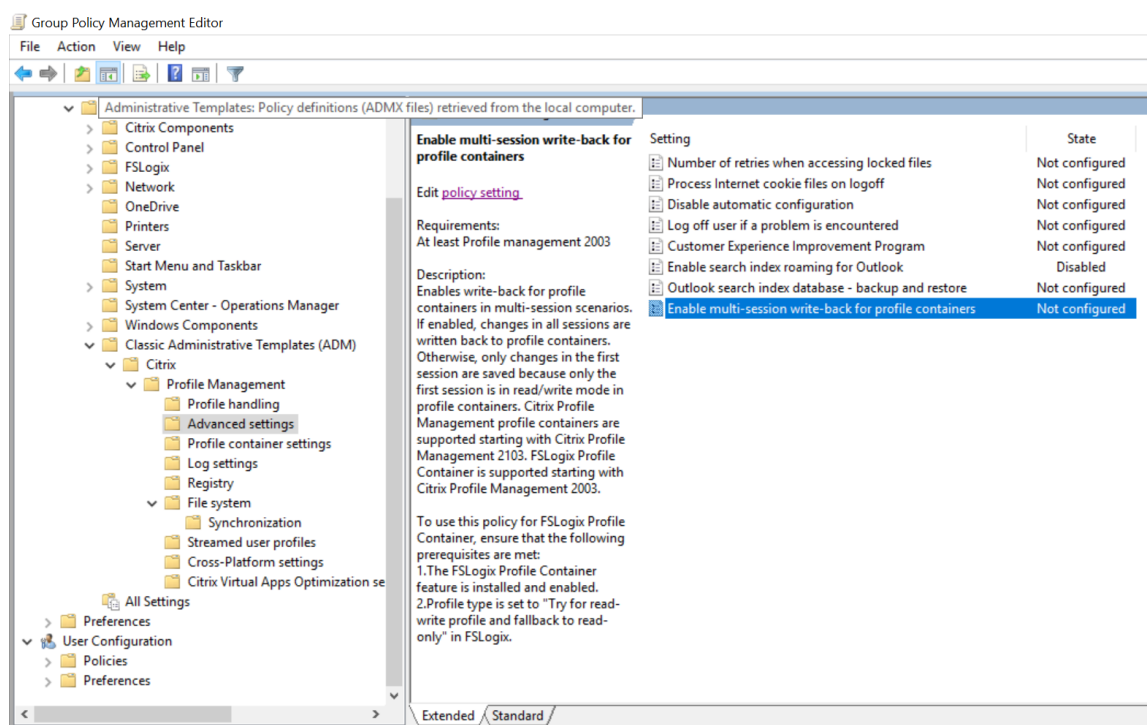 Group Policy Management Editor
File Action View Help
Administrative Templates: Policy definitions (ADMX files) retrieved from the local computer.
Citrix Components
Control Panel
FSLogix
Network
OneDrive
Printers
Server
Start Menu and Taskbar
System
System Center - Operations Manager
Windows Components
Classic Administrative Templates (ADM)
Citrix
Profile Management
Profile handling
Advanced settings
Profile container settings
Log settings
Registry
File system
Synchronization
Streamed user profiles
Cross-Platform settings
Citrix Virtual Apps Optimization se
All Settings
Preferences
User Configuration
Policies
Preferences
Enable multi-session write-back for
profile containers
Edit policy setting
Requirements:
At least Profile management 2003
Description:
Enables write-back for profile
containers in multi-session scenarios.
If enabled, changes in all sessions are
written back to profile containers.
Otherwise, only changes in the first
session are saved because only the
first session is in read/write mode in
profile containers. Citrix Profile
Management profile containers are
supported starting with Citrix Profile
Management 2103. FSLogix Profile
Container is supported starting with
Citrix Profile Management 2003.
To use this policy for FSLogix Profile
Container, ensure that the following
prerequisites are met:
1.The FSLogix Profile Container
feature is installed and enabled.
2.Profile type is set to "Try for read-
write profile and fallback to read-
only" in FSLogix.
Setting State
Number of retries when accessing locked files Not configured
Process Internet cookie files on logoff Not configured
Disable automatic configuration Not configured
Log off user if a problem is encountered Not configured
Customer Experience Improvement Program Not configured
Enable search index roaming for Outlook Disabled
Outlook search index database - backup and restore Not configured
Enable multi-session write-back for profile containers Not configured
Extended Standard